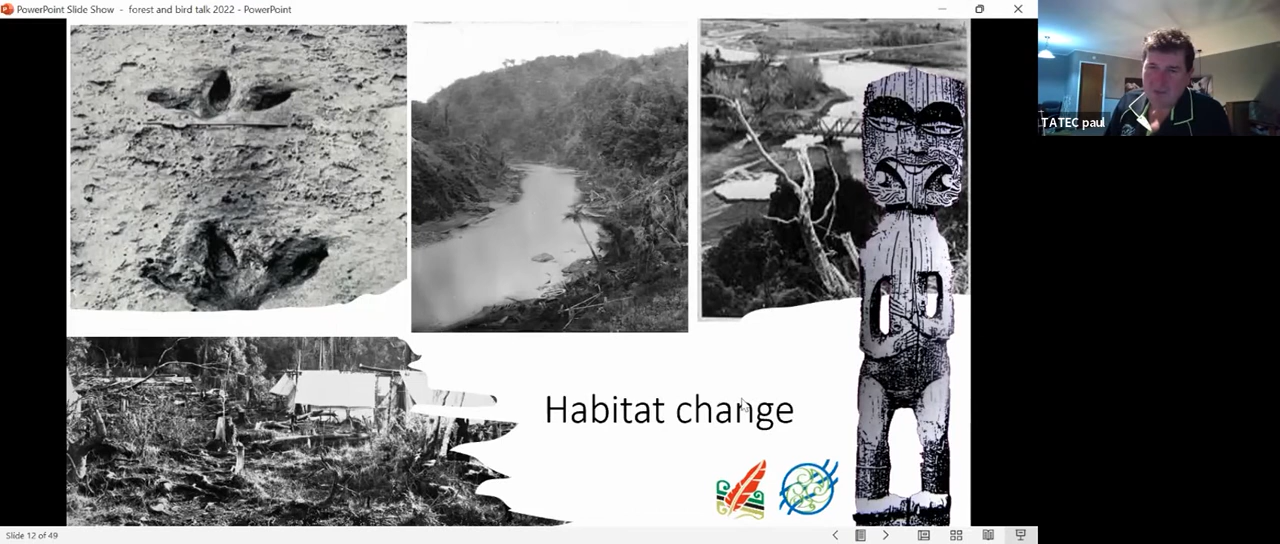 PowerPoint Slide Show - forest and bird talk 2022 - PowerPoint
TATEC paul
Habitat change
Slide 12 of 49